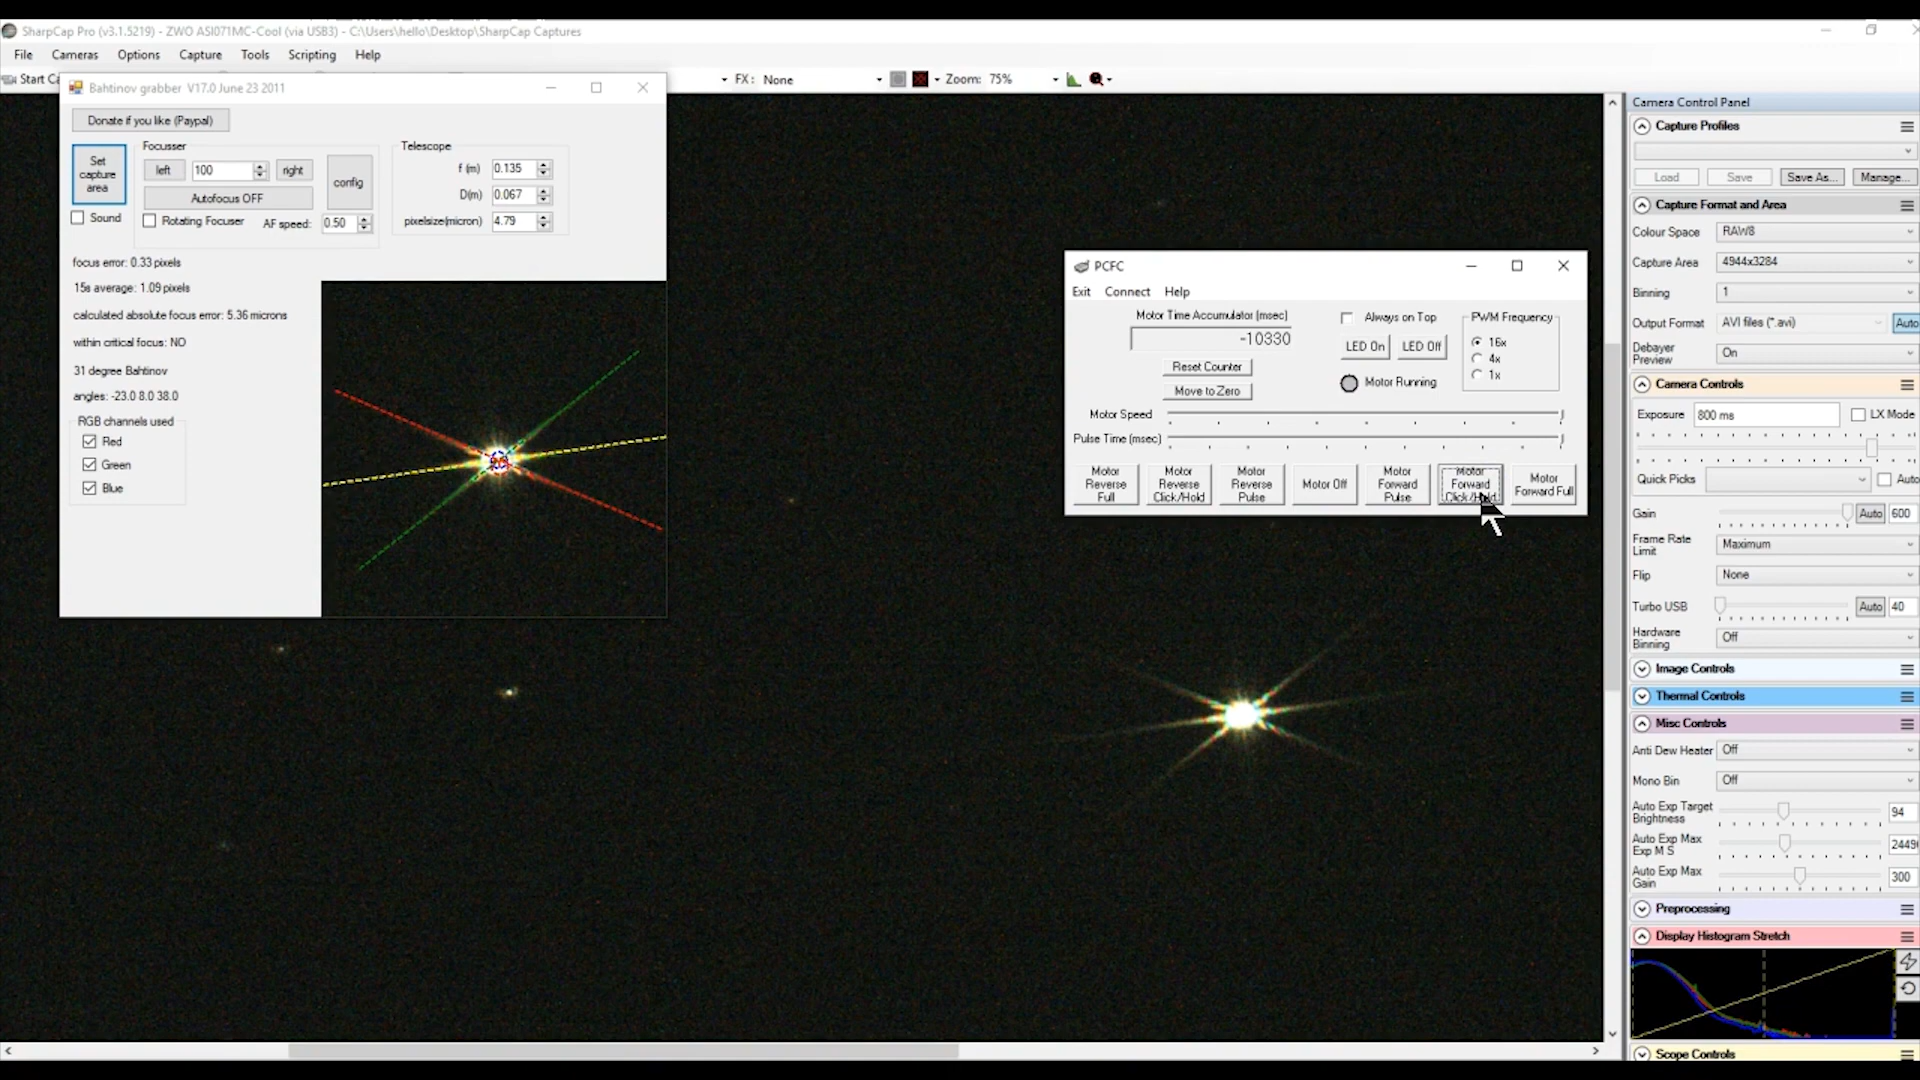 SharpCap Pro (v3.1.5219) - ZWO ASI071MC-Cool (via USB3) - C:\Users\hello\Desktop\SharpCap Captures
File Cameras Options Capture Tools Scripting Help
Start Ca
FX: None Zoom: 75%
Bahtinov grabber V17.0 June 23 2011
Donate if you like (Paypal)
Set capture area
Sound
Focusser
left 100 right
config
Autofocus OFF
Rotating Focuser AF speed: 0.50
Telescope
f (m) 0.135
D(m) 0.067
pixelsize(micron) 4.79
focus error: 0.33 pixels
15s average: 1.09 pixels
calculated absolute focus error: 5.36 microns
within critical focus: NO
31 degree Bahtinov
angles: -23.0 8.0 38.0
RGB channels used
Red
Green
Blue
PCFC
Exit Connect Help
Motor Time Accumulator (msec)
-10330
Reset Counter
Move to Zero
Always on Top
LED On LED Off
Motor Running
PWM Frequency
16x
4x
1x
Motor Speed
Pulse Time (msec)
Motor Reverse Full
Motor Reverse Click/Hold
Motor Reverse Pulse
Motor Off
Motor Forward Pulse
Motor Forward Click/Hold
Motor Forward Full
Camera Control Panel
Capture Profiles
Load Save Save As... Manage...
Capture Format and Area
Colour Space RAW8
Capture Area 4944x3284
Binning 1
Output Format AVI files (*.avi) Auto
Debayer Preview On
Camera Controls
Exposure 800 ms LX Mode
Quick Picks Auto
Gain Auto 600
Frame Rate Limit Maximum
Flip None
Turbo USB Auto 40
Hardware Binning Off
Image Controls
Thermal Controls
Misc Controls
Anti Dew Heater Off
Mono Bin Off
Auto Exp Target Brightness 94
Auto Exp Max Exp M S 2449
Auto Exp Max Gain 300
Preprocessing
Display Histogram Stretch
Scope Controls